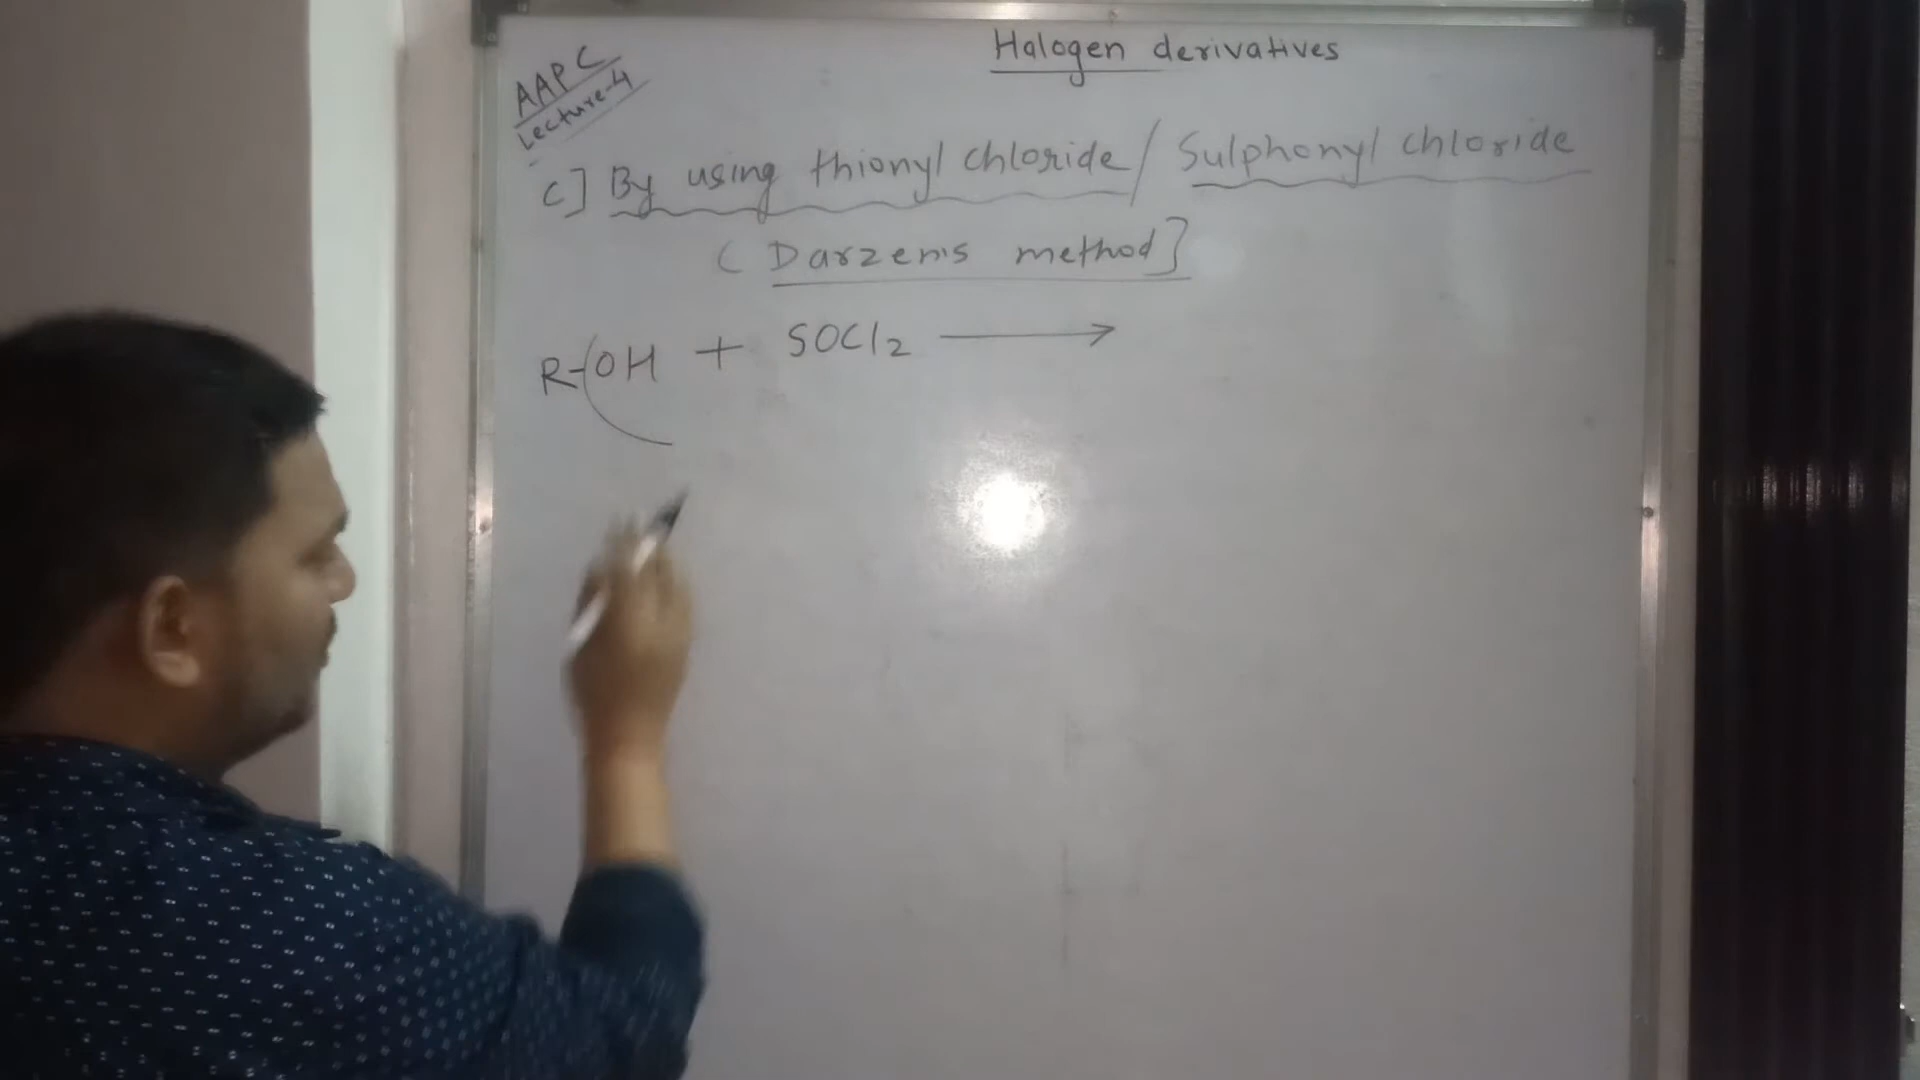 AAPC
Lecture-4
Halogen derivatives
C] By using thionyl chloride / Sulphonyl chloride
( Darzen's method ]
R-OH + SOCl2 ⟶